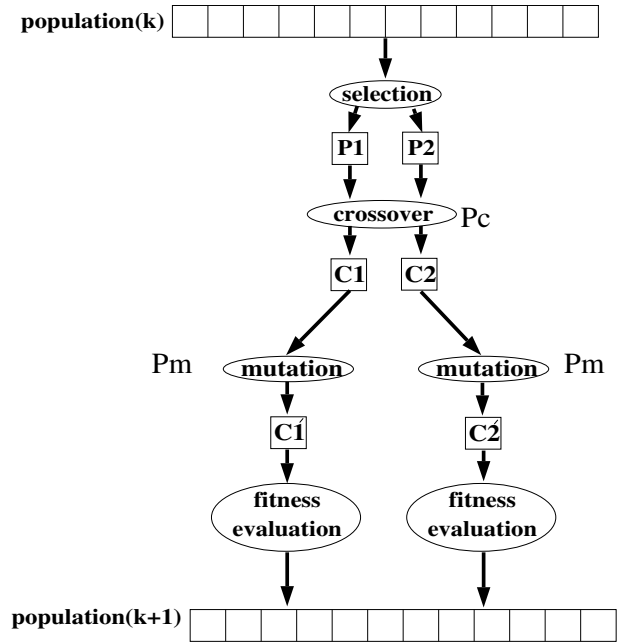 population(k)
selection
P1 P2
crossover Pc
C1 C2
Pm mutation mutation Pm
C1́ C2́
fitness evaluation
fitness evaluation
population(k+1)